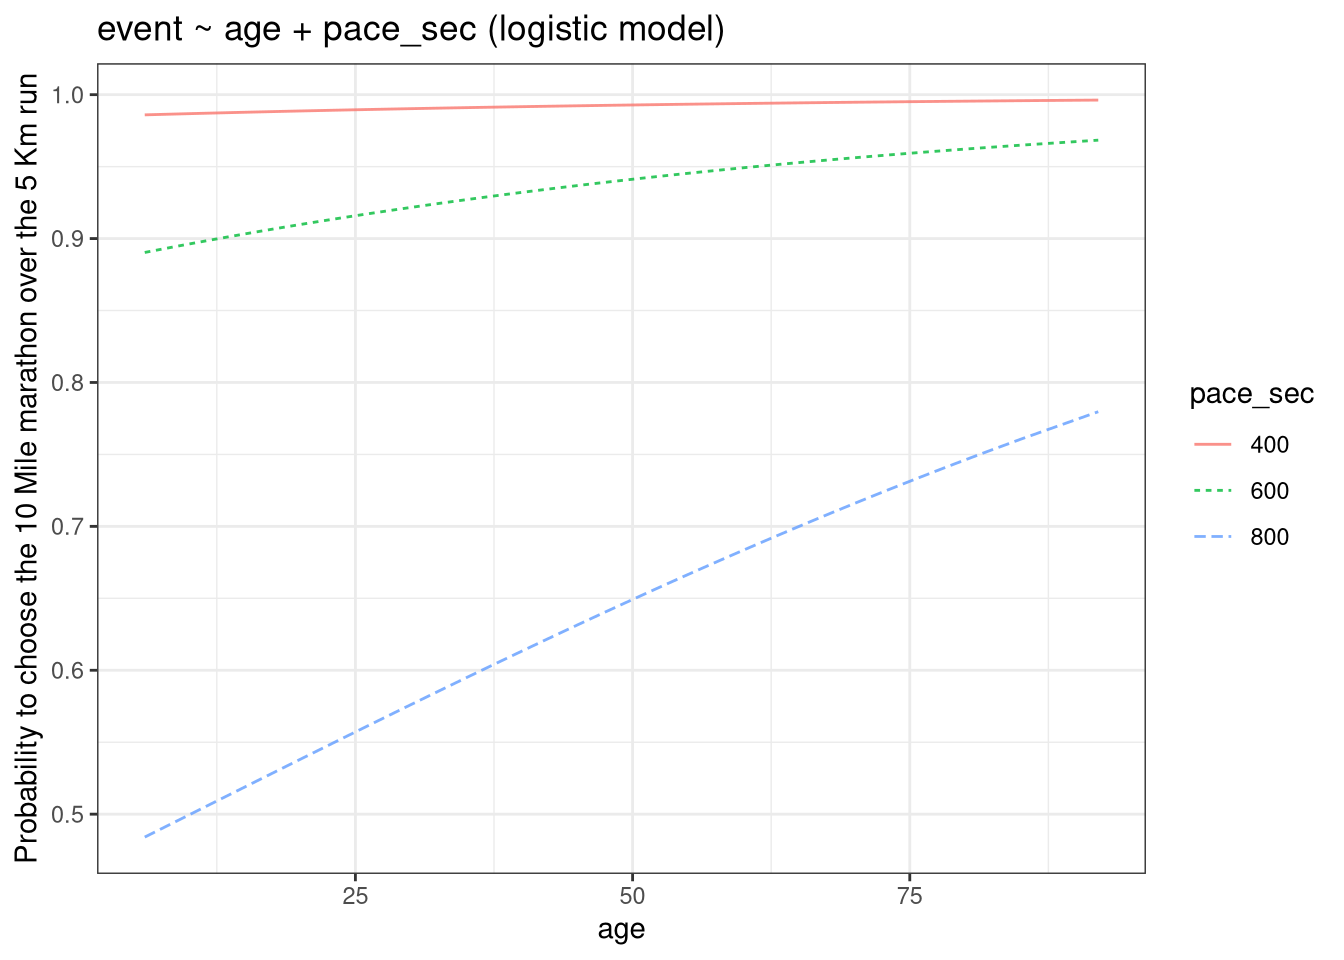 event ~ age + pace_sec (logistic model)
Probability to choose the 10 Mile marathon over the 5 Km run
1.0
0.9
0.8
0.7
0.6
0.5
25 50 75
age
pace_sec
400
600
800